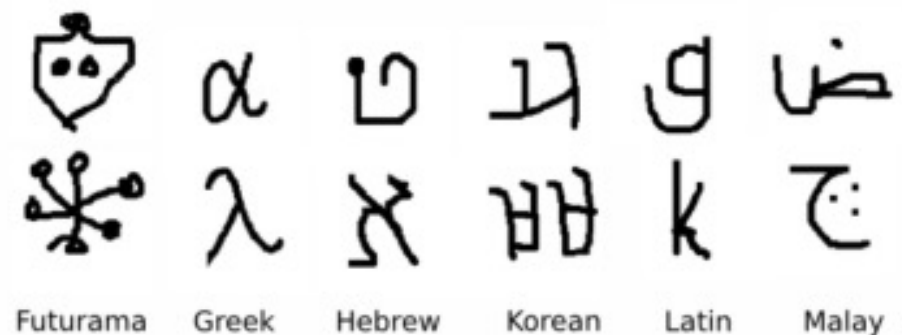 α ט ㅋ g ض
λ א ㅃ k چ
Futurama Greek Hebrew Korean Latin Malay